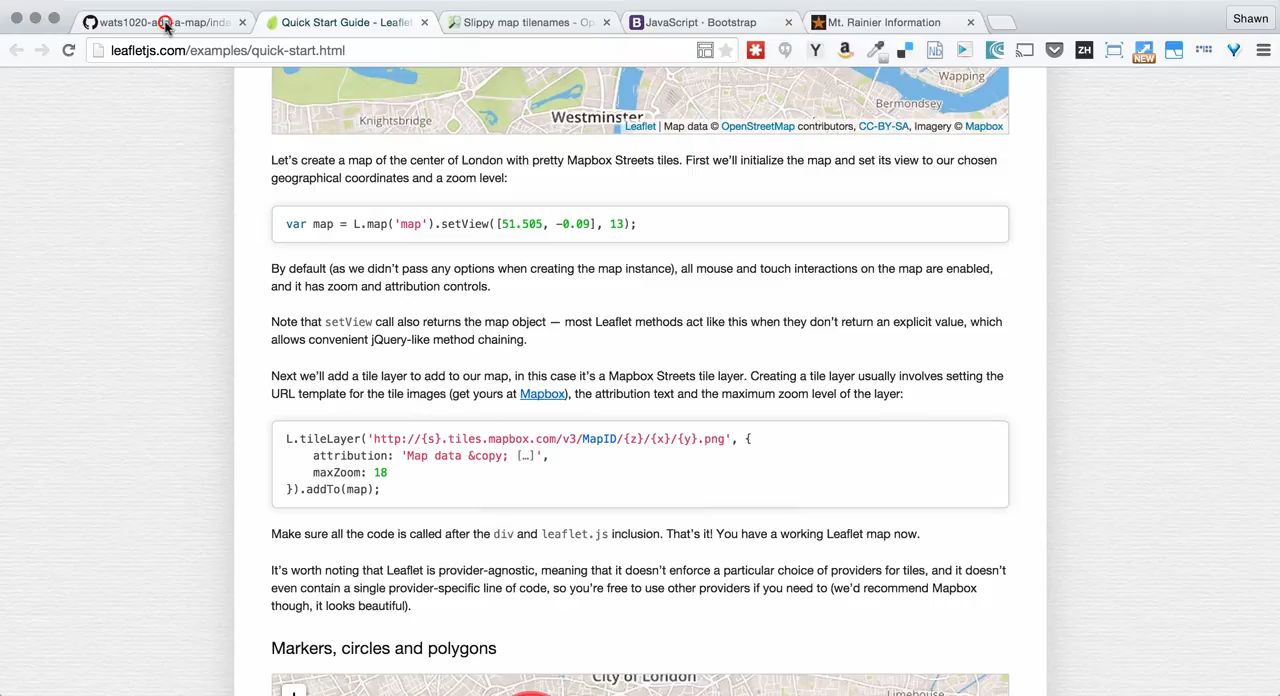 wats1020-add-a-map/inda
Quick Start Guide - Leaflet
Slippy map tilenames - Op
JavaScript · Bootstrap
Mt. Rainier Information
Shawn
leafletjs.com/examples/quick-start.html
Y
a
Nb
ZH
NEW
Wapping
Bermondsey
Knightsbridge
Westminster
Leaflet | Map data © OpenStreetMap contributors, CC-BY-SA, Imagery © Mapbox
Let's create a map of the center of London with pretty Mapbox Streets tiles. First we'll initialize the map and set its view to our chosen
geographical coordinates and a zoom level:
var map = L.map('map').setView([51.505, -0.09], 13);
By default (as we didn't pass any options when creating the map instance), all mouse and touch interactions on the map are enabled,
and it has zoom and attribution controls.
Note that setView call also returns the map object — most Leaflet methods act like this when they don't return an explicit value, which
allows convenient jQuery-like method chaining.
Next we'll add a tile layer to add to our map, in this case it's a Mapbox Streets tile layer. Creating a tile layer usually involves setting the
URL template for the tile images (get yours at Mapbox), the attribution text and the maximum zoom level of the layer:
L.tileLayer('http://{s}.tiles.mapbox.com/v3/MapID/{z}/{x}/{y}.png', {
attribution: 'Map data &copy; […]',
maxZoom: 18
}).addTo(map);
Make sure all the code is called after the div and leaflet.js inclusion. That's it! You have a working Leaflet map now.
It's worth noting that Leaflet is provider-agnostic, meaning that it doesn't enforce a particular choice of providers for tiles, and it doesn't
even contain a single provider-specific line of code, so you're free to use other providers if you need to (we'd recommend Mapbox
though, it looks beautiful).
Markers, circles and polygons
City of London
Limehouse